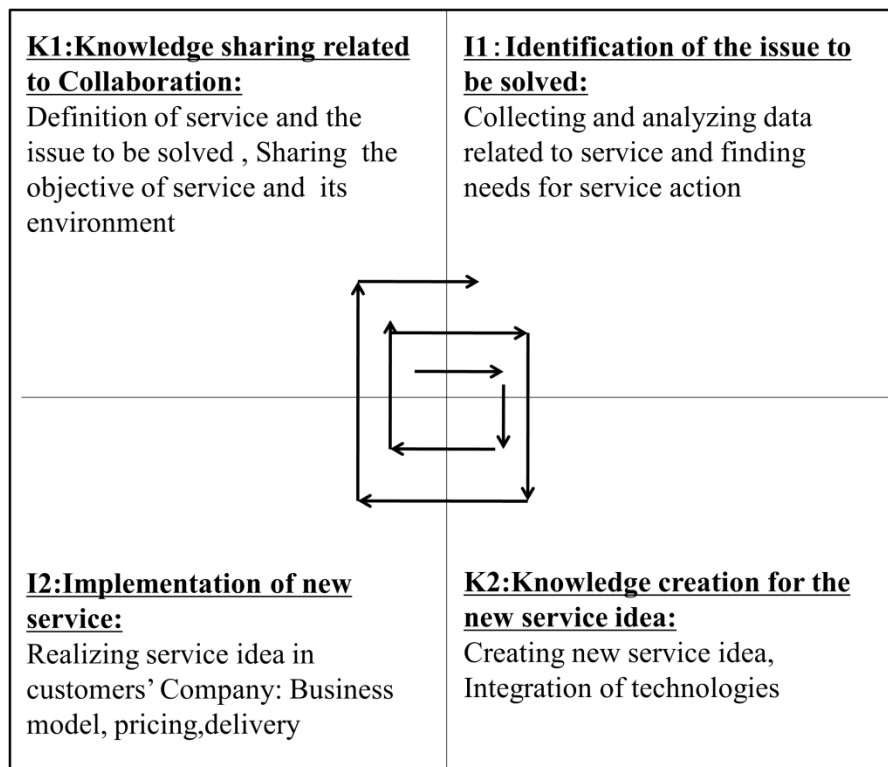 K1:Knowledge sharing related
to Collaboration:
Definition of service and the
issue to be solved , Sharing the
objective of service and its
environment
I1：Identification of the issue to
be solved:
Collecting and analyzing data
related to service and finding
needs for service action
I2:Implementation of new
service:
Realizing service idea in
customers’ Company: Business
model, pricing,delivery
K2:Knowledge creation for the
new service idea:
Creating new service idea,
Integration of technologies